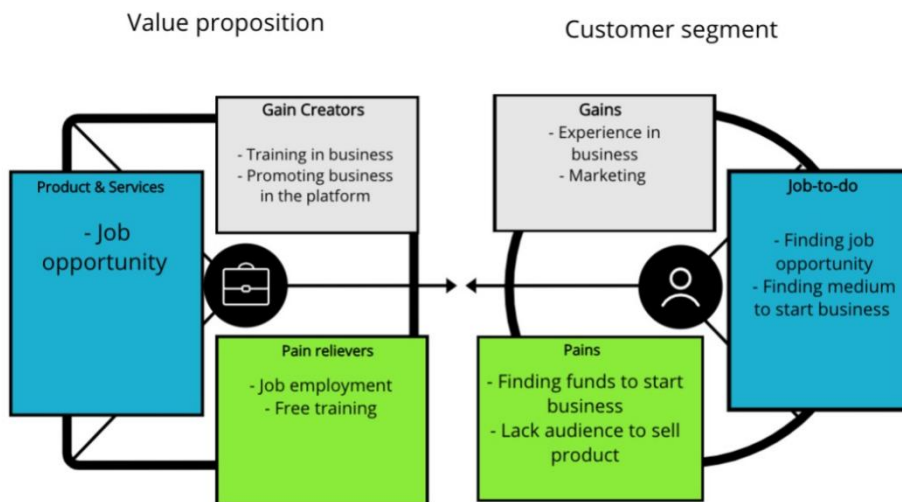 Value proposition
Customer segment
Gain Creators
- Training in business
- Promoting business
in the platform
Gains
- Experience in
business
- Marketing
Product & Services
- Job
opportunity
Job-to-do
- Finding job
opportunity
- Finding medium
to start business
Pain relievers
- Job employment
- Free training
Pains
- Finding funds to start
business
- Lack audience to sell
product